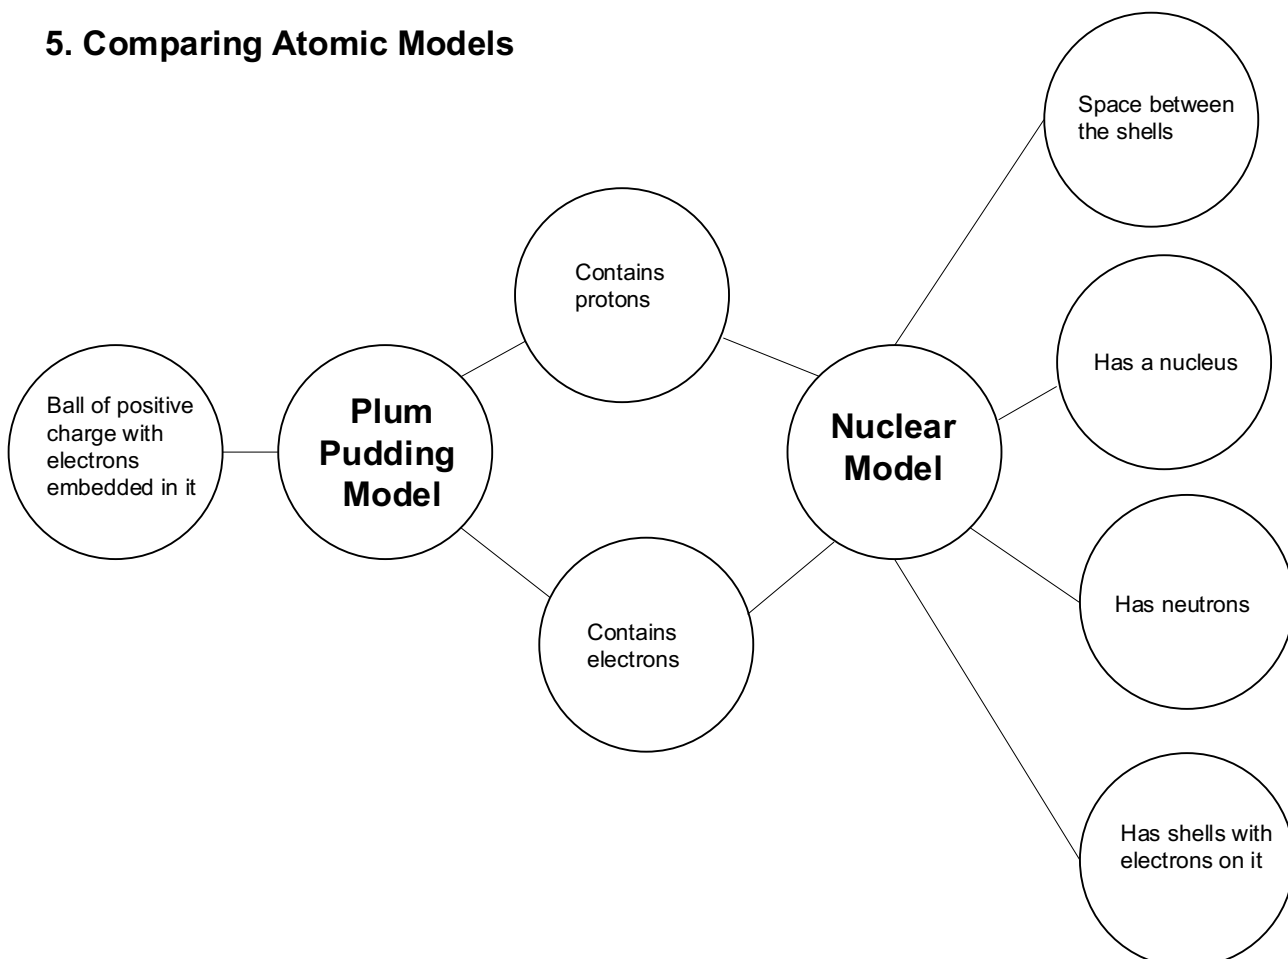 5. Comparing Atomic Models
Space between
the shells
Contains
protons
Has a nucleus
Ball of positive
charge with
electrons
embedded in it
Plum
Pudding
Model
Nuclear
Model
Contains
electrons
Has neutrons
Has shells with
electrons on it